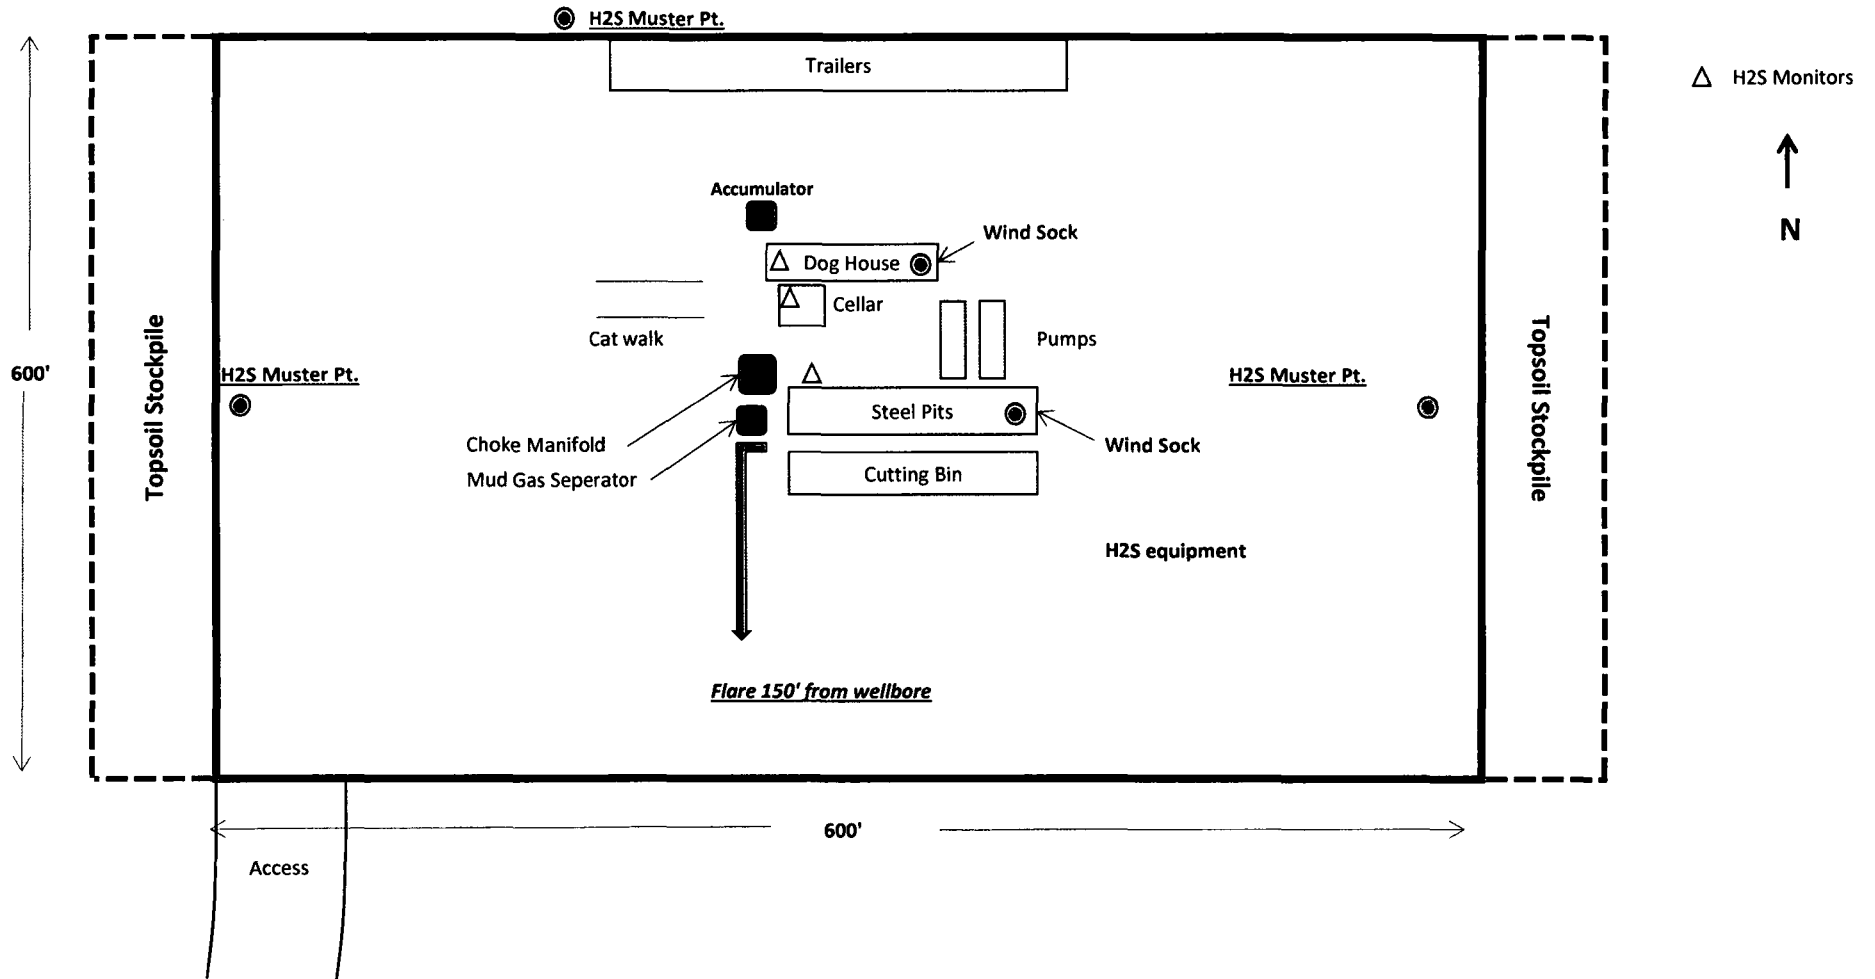 H2S Muster Pt.
Trailers
H2S Monitors
Accumulator
Wind Sock
N
Dog House
Cellar
Cat walk
Pumps
Topsoil Stockpile
Topsoil Stockpile
600'
H2S Muster Pt.
H2S Muster Pt.
Steel Pits
Choke Manifold
Wind Sock
Mud Gas Seperator
Cutting Bin
H2S equipment
Flare 150' from wellbore
600'
Access